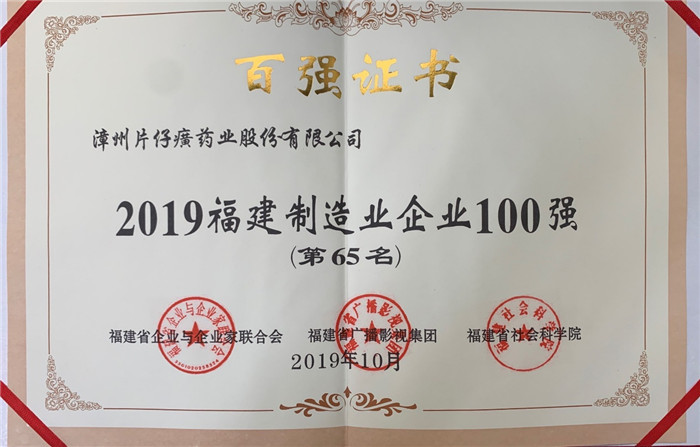 百强证书
漳州片仔癀药业股份有限公司
2019福建制造业企业100强
(第65名)
福建省企业与企业家联合会 福建省广播影视集团 福建省社会科学院
2019年10月